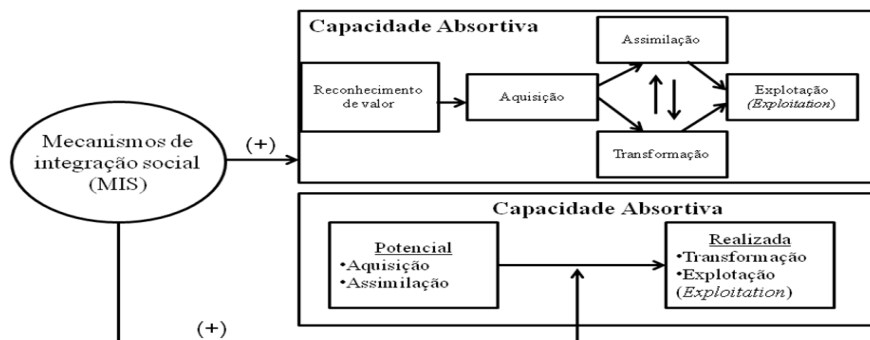 Capacidade Absortiva
Assimilação
Reconhecimento
de valor
Aquisição
Explotação
(Exploitation)
Transformação
Mecanismos de
integração social
(MIS)
(+)
Capacidade Absortiva
Potencial
•Aquisição
•Assimilação
Realizada
•Transformação
•Explotação
(Exploitation)
(+)